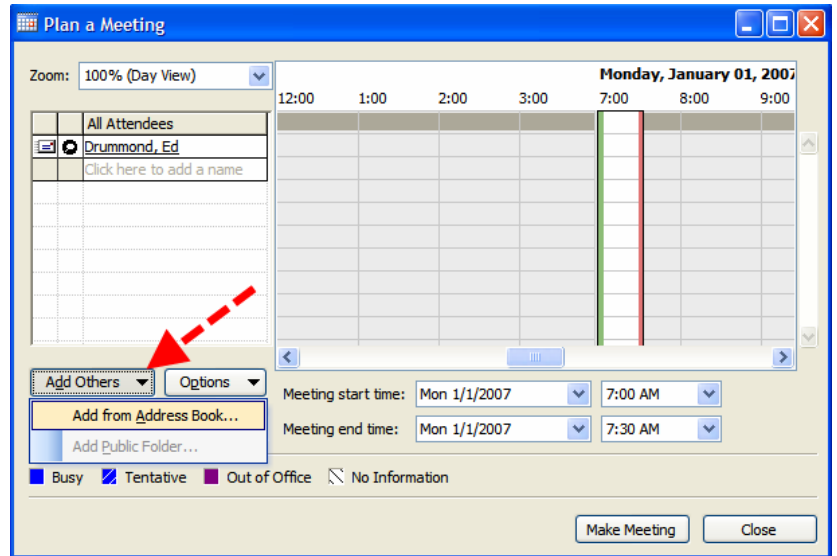 Plan a Meeting
Zoom: 100% (Day View)
Monday, January 01, 2007
12:00 1:00 2:00 3:00 7:00 8:00 9:00
All Attendees
Drummond, Ed
Click here to add a name
Add Others Options
Meeting start time: Mon 1/1/2007 7:00 AM
Add from Address Book...
Meeting end time: Mon 1/1/2007 7:30 AM
Add Public Folder...
Busy Tentative Out of Office No Information
Make Meeting Close